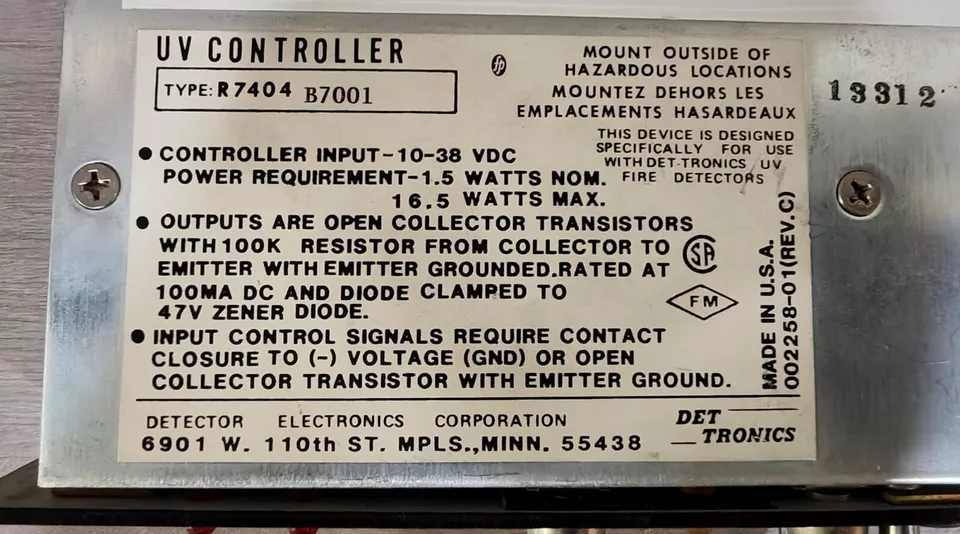 UV CONTROLLER
TYPE: R7404 B7001
fp
MOUNT OUTSIDE OF
HAZARDOUS LOCATIONS
MOUNTEZ DEHORS LES
EMPLACEMENTS HASARDEAUX
THIS DEVICE IS DESIGNED
SPECIFICALLY FOR USE
WITH DET-TRONICS UV
FIRE DETECTORS
13312
● CONTROLLER INPUT-10-38 VDC
POWER REQUIREMENT-1.5 WATTS NOM.
16.5 WATTS MAX.
● OUTPUTS ARE OPEN COLLECTOR TRANSISTORS
WITH 100K RESISTOR FROM COLLECTOR TO
EMITTER WITH EMITTER GROUNDED.RATED AT
100MA DC AND DIODE CLAMPED TO
47V ZENER DIODE.
● INPUT CONTROL SIGNALS REQUIRE CONTACT
CLOSURE TO (-) VOLTAGE (GND) OR OPEN
COLLECTOR TRANSISTOR WITH EMITTER GROUND.
SA
FM
MADE IN U.S.A.
002258-01(REV.C)
DETECTOR ELECTRONICS CORPORATION
6901 W. 110th ST. MPLS.,MINN. 55438
DET
TRONICS